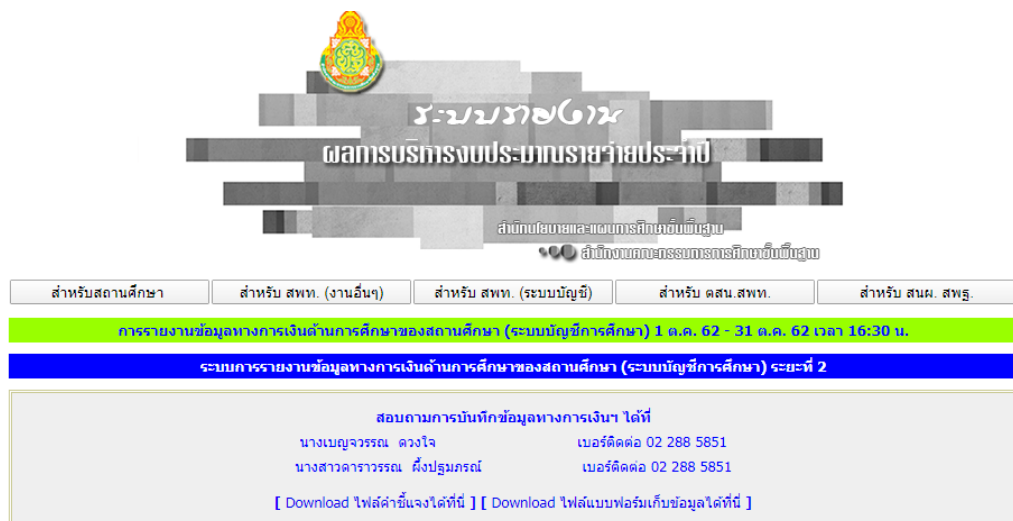 ระบบรายงาน
ผลการบริหารงบประมาณรายจ่ายประจำปี
สำนักนโยบายและแผนการศึกษาขั้นพื้นฐาน
สำนักงานคณะกรรมการการศึกษาขั้นพื้นฐาน
สำหรับสถานศึกษา สำหรับ สพท. (งานอื่นๆ) สำหรับ สพท. (ระบบบัญชี) สำหรับ ตสน.สพท. สำหรับ สนผ. สพฐ.
การรายงานข้อมูลทางการเงินด้านการศึกษาของสถานศึกษา (ระบบบัญชีการศึกษา) 1 ต.ค. 62 - 31 ต.ค. 62 เวลา 16:30 น.
ระบบการรายงานข้อมูลทางการเงินด้านการศึกษาของสถานศึกษา (ระบบบัญชีการศึกษา) ระยะที่ 2
สอบถามการบันทึกข้อมูลทางการเงินฯ ได้ที่
นางเบญจวรรณ ดวงใจ เบอร์ติดต่อ 02 288 5851
นางสาวดาราวรรณ ผึ้งปฐมภรณ์ เบอร์ติดต่อ 02 288 5851
[ Download ไฟล์คำชี้แจงได้ที่นี่ ] [ Download ไฟล์แบบฟอร์มเก็บข้อมูลได้ที่นี่ ]